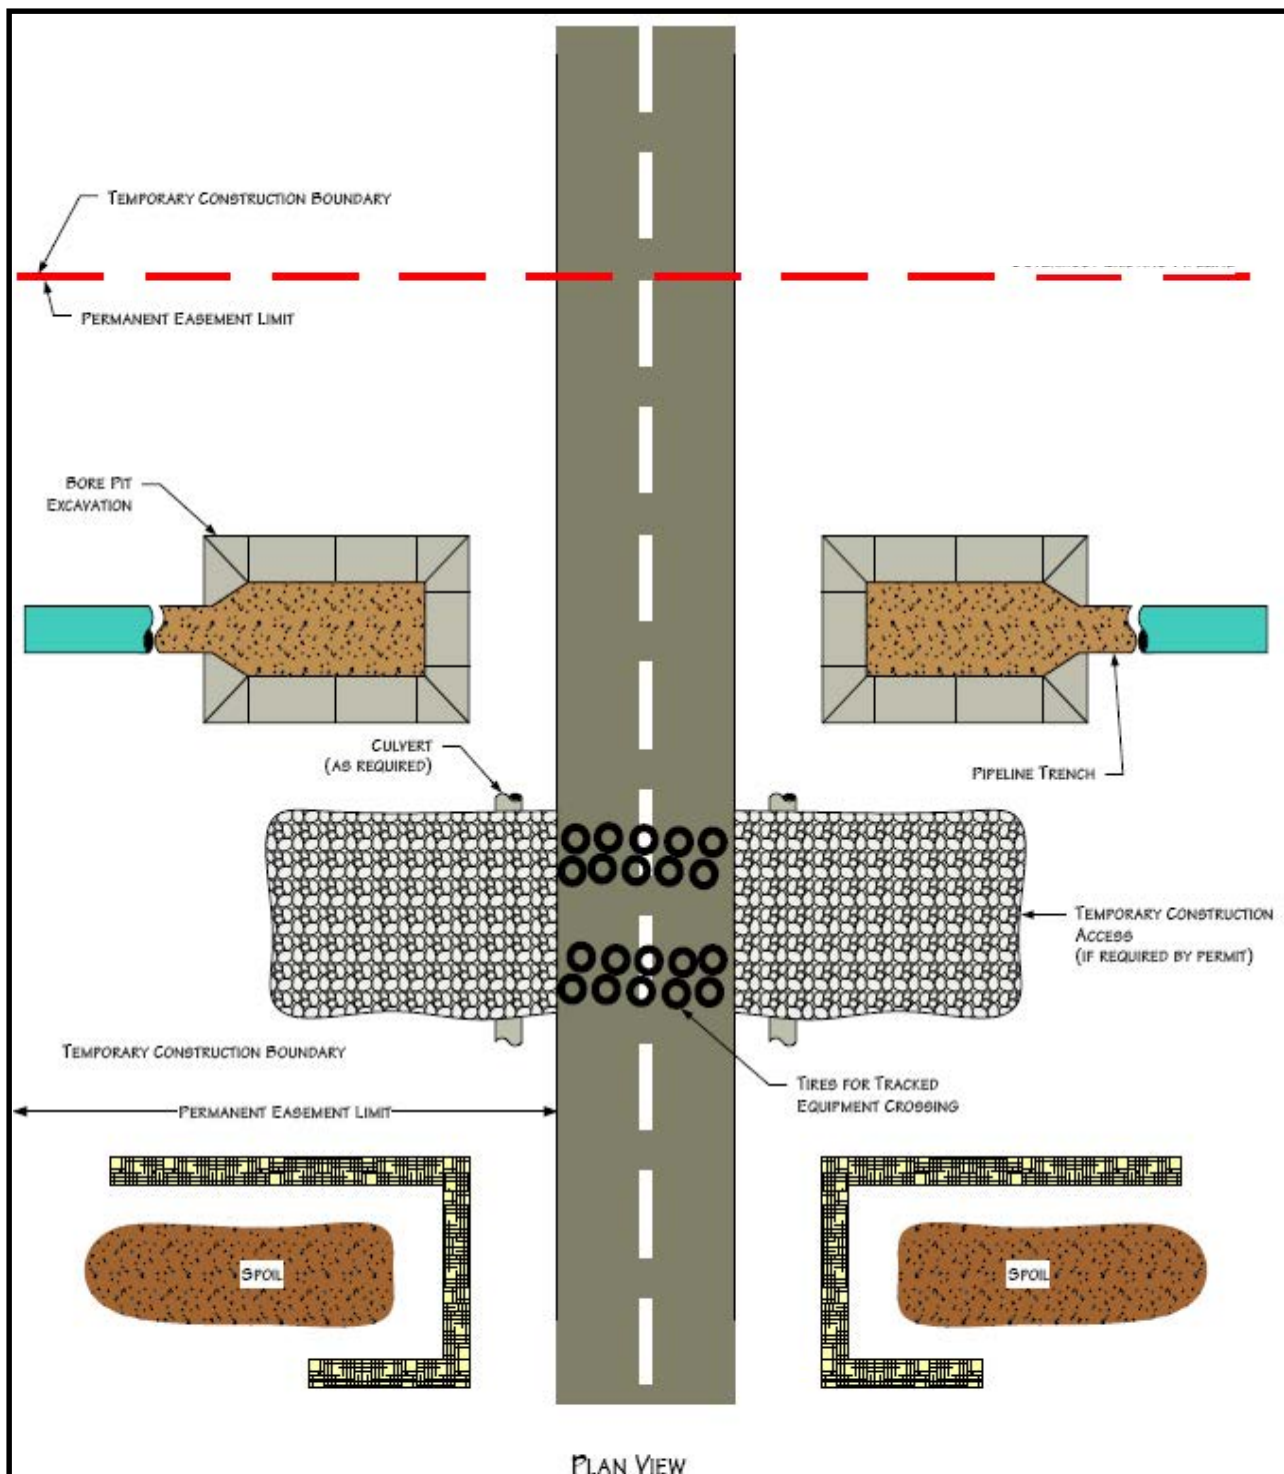 TEMPORARY CONSTRUCTION BOUNDARY
PERMANENT EASEMENT LIMIT
BORE PIT
EXCAVATION
CULVERT
(AS REQUIRED)
PIPELINE TRENCH
TEMPORARY CONSTRUCTION
ACCESS
(IF REQUIRED BY PERMIT)
TEMPORARY CONSTRUCTION BOUNDARY
TIRES FOR TRACKED
EQUIPMENT CROSSING
PERMANENT EASEMENT LIMIT
SPOIL
SPOIL
PLAN VIEW